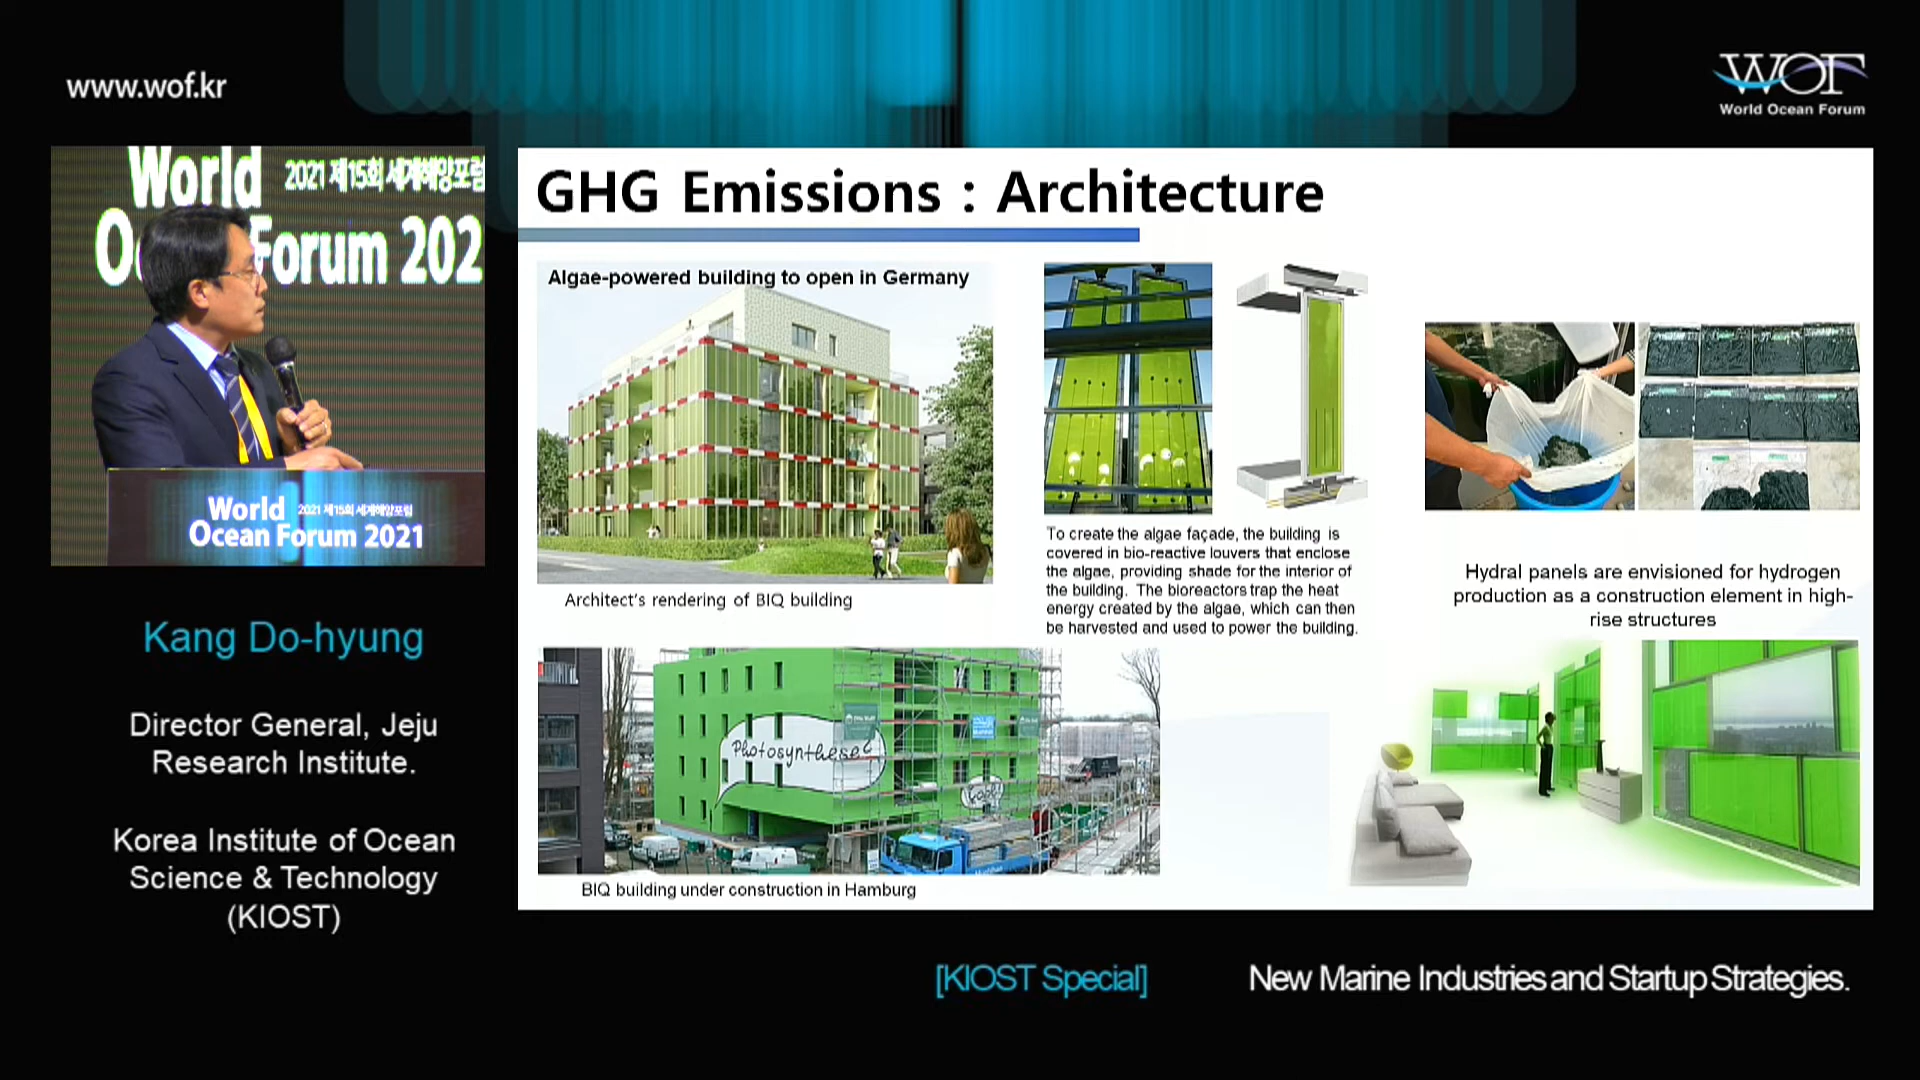 www.wof.kr
WOF
World Ocean Forum
World 2021 제15회 세계해양포럼
Forum 202
World 2021 제15회 세계해양포럼
Ocean Forum 2021
Kang Do-hyung
Director General, Jeju
Research Institute.
Korea Institute of Ocean
Science & Technology
(KIOST)
GHG Emissions : Architecture
Algae-powered building to open in Germany
Architect's rendering of BIQ building
To create the algae façade, the building is
covered in bio-reactive louvers that enclose
the algae, providing shade for the interior of
the building. The bioreactors trap the heat
energy created by the algae, which can then
be harvested and used to power the building.
Hydral panels are envisioned for hydrogen
production as a construction element in high-
rise structures
Photosynthese?
BIQ building under construction in Hamburg
[KIOST Special] New Marine Industries and Startup Strategies.